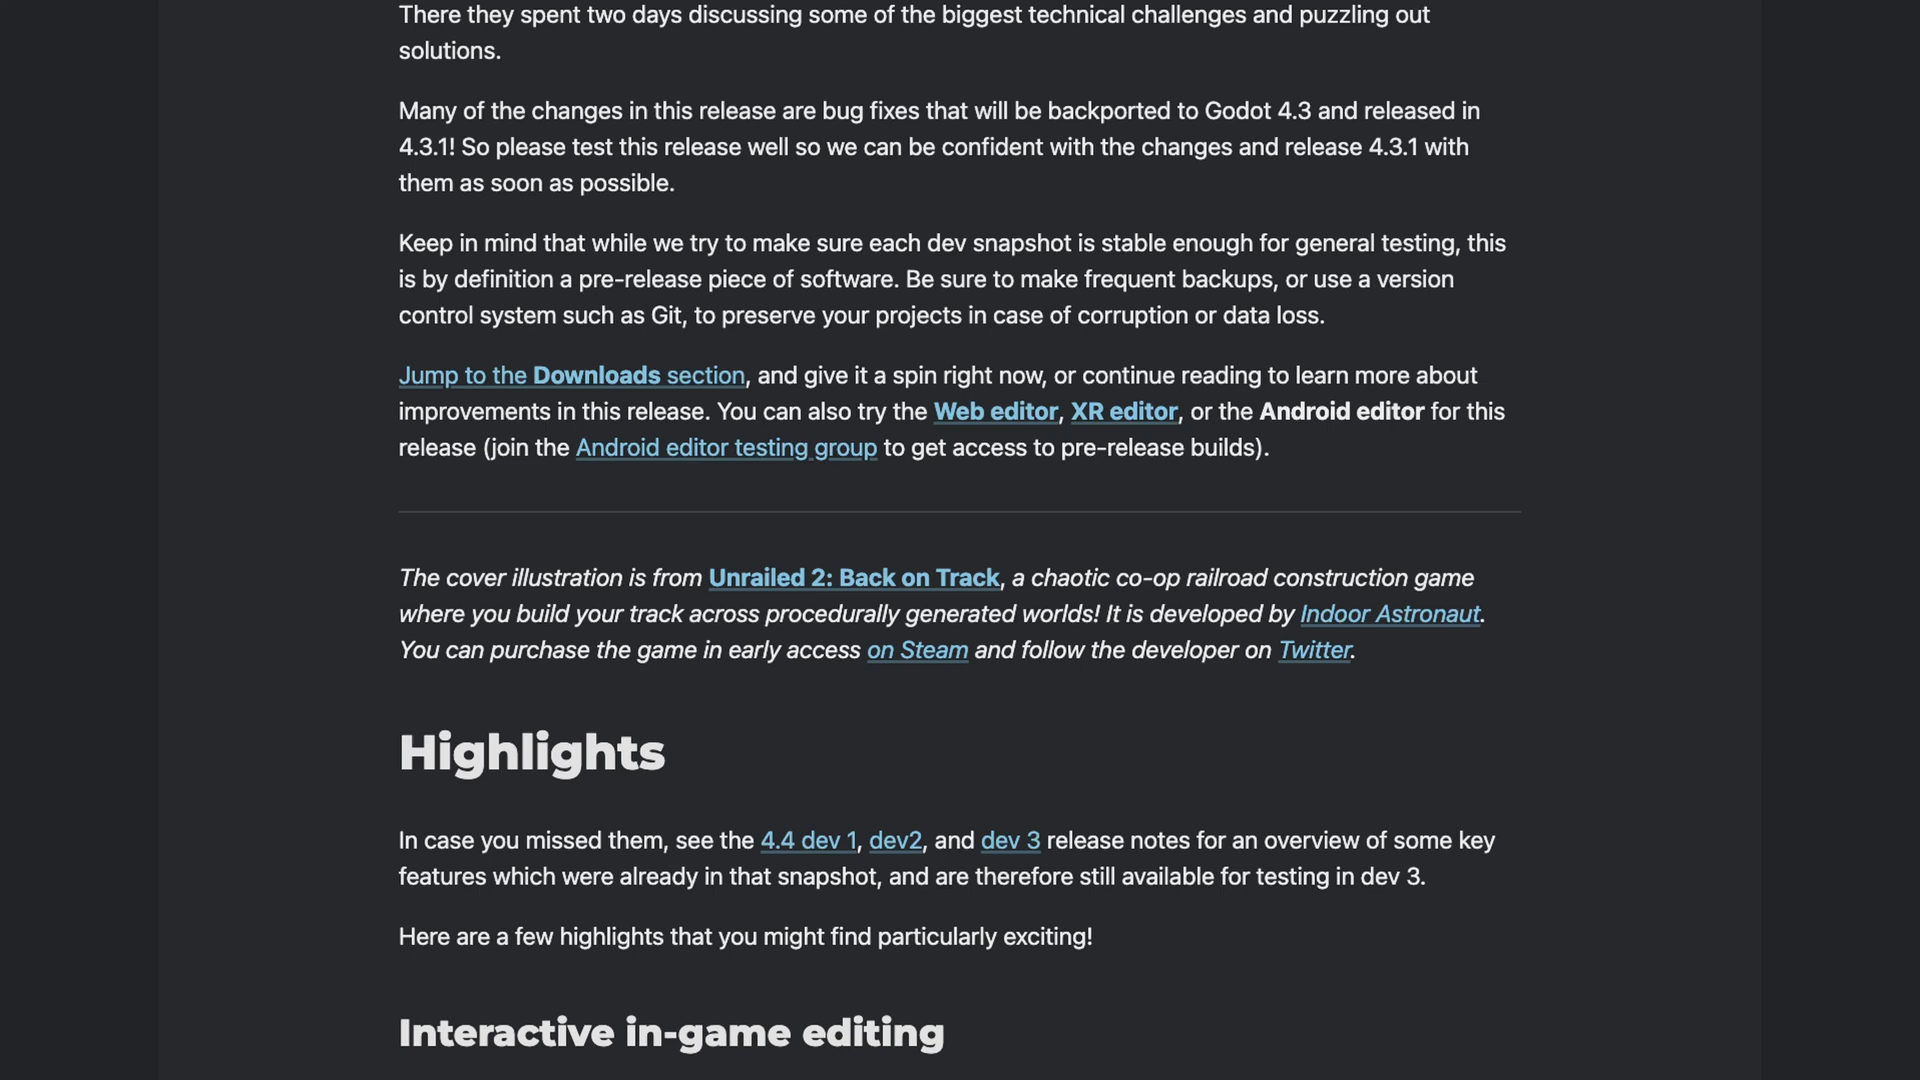 There they spent two days discussing some of the biggest technical challenges and puzzling out
solutions.
Many of the changes in this release are bug fixes that will be backported to Godot 4.3 and released in
4.3.1! So please test this release well so we can be confident with the changes and release 4.3.1 with
them as soon as possible.
Keep in mind that while we try to make sure each dev snapshot is stable enough for general testing, this
is by definition a pre-release piece of software. Be sure to make frequent backups, or use a version
control system such as Git, to preserve your projects in case of corruption or data loss.
Jump to the Downloads section, and give it a spin right now, or continue reading to learn more about
improvements in this release. You can also try the Web editor, XR editor, or the Android editor for this
release (join the Android editor testing group to get access to pre-release builds).
The cover illustration is from Unrailed 2: Back on Track, a chaotic co-op railroad construction game
where you build your track across procedurally generated worlds! It is developed by Indoor Astronaut.
You can purchase the game in early access on Steam and follow the developer on Twitter.
Highlights
In case you missed them, see the 4.4 dev 1, dev2, and dev 3 release notes for an overview of some key
features which were already in that snapshot, and are therefore still available for testing in dev 3.
Here are a few highlights that you might find particularly exciting!
Interactive in-game editing